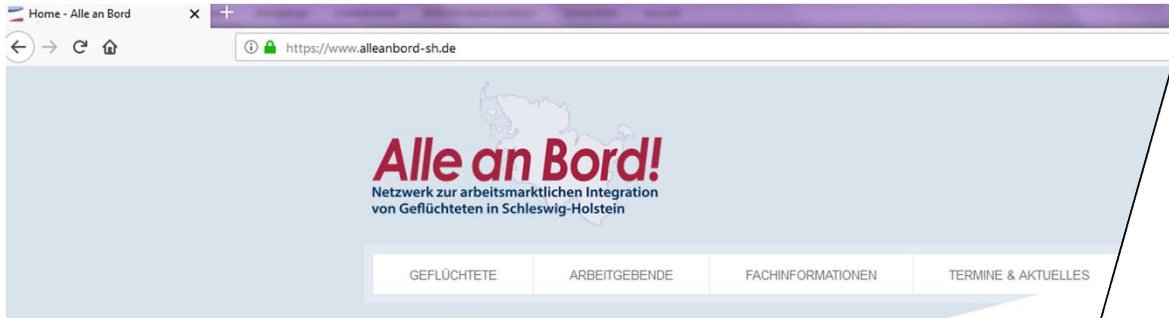 Home - Alle an Bord
https://www.alleanbord-sh.de
Alle an Bord!
Netzwerk zur arbeitsmarktlichen Integration
von Geflüchteten in Schleswig-Holstein
GEFLÜCHTETE ARBEITGEBENDE FACHINFORMATIONEN TERMINE & AKTUELLES